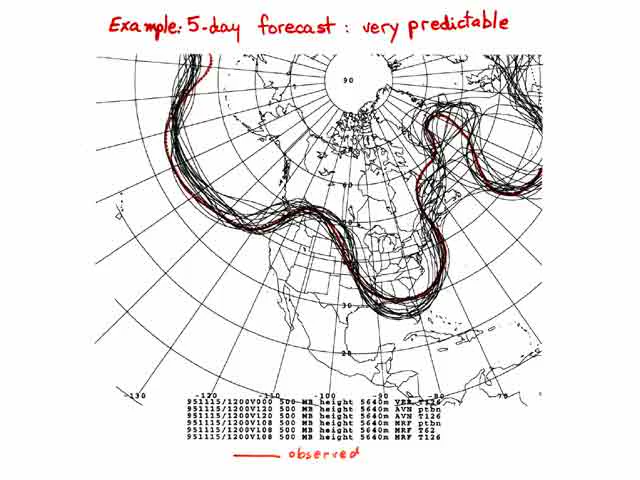 Example: 5-day forecast : very predictable
90
60
30
20
-130 -120 -110 -100 -90 -80 70
951115/1200V000 500 MB height 5640m VER T126
951115/1200V120 500 MB height 5640m AVN ptbn
951115/1200V120 500 MB height 5640m AVN T126
951115/1200V108 500 MB height 5640m MRF ptbn
951115/1200V108 500 MB height 5640m MRF T62
951115/1200V108 500 MB height 5640m MRF T126
observed